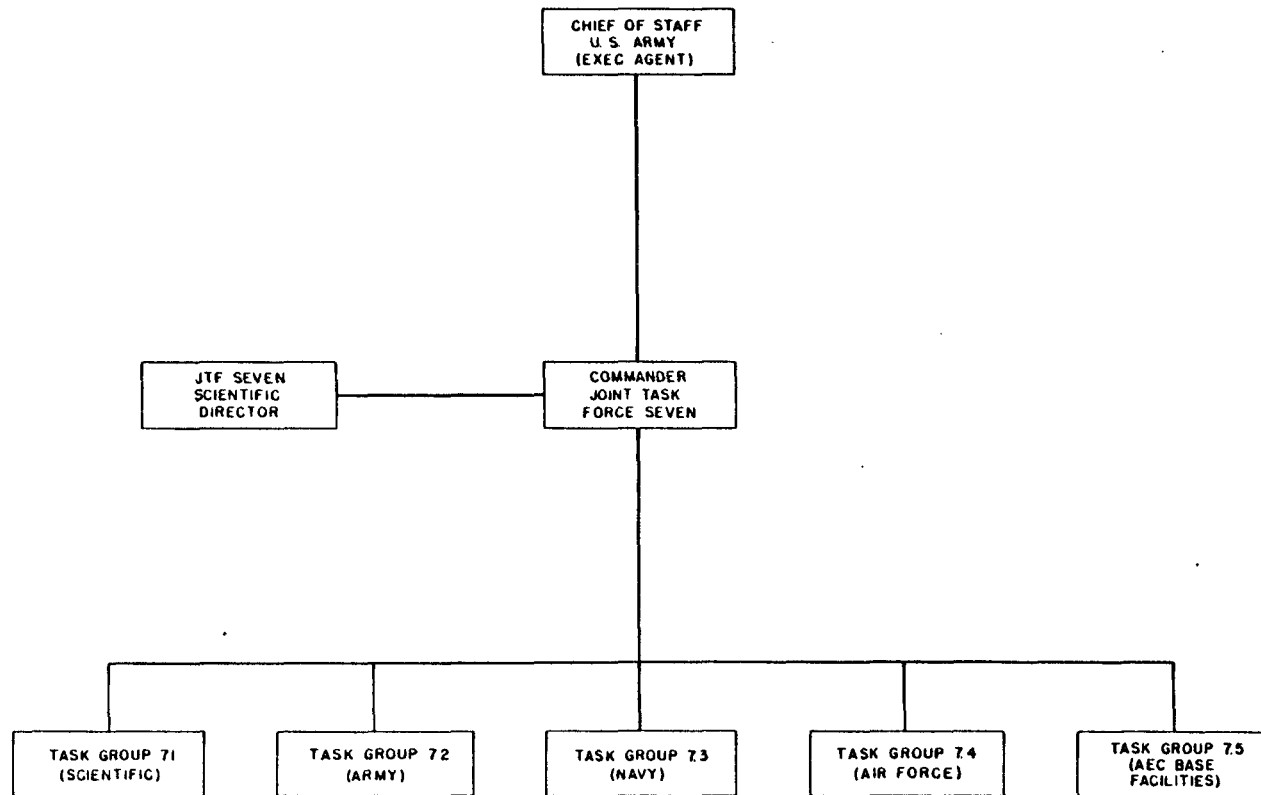 CHIEF OF STAFF
U. S. ARMY
(EXEC AGENT)
JTF SEVEN
SCIENTIFIC
DIRECTOR
COMMANDER
JOINT TASK
FORCE SEVEN
TASK GROUP 7.1
(SCIENTIFIC)
TASK GROUP 7.2
(ARMY)
TASK GROUP 7.3
(NAVY)
TASK GROUP 7.4
(AIR FORCE)
TASK GROUP 7.5
(AEC BASE
FACILITIES)